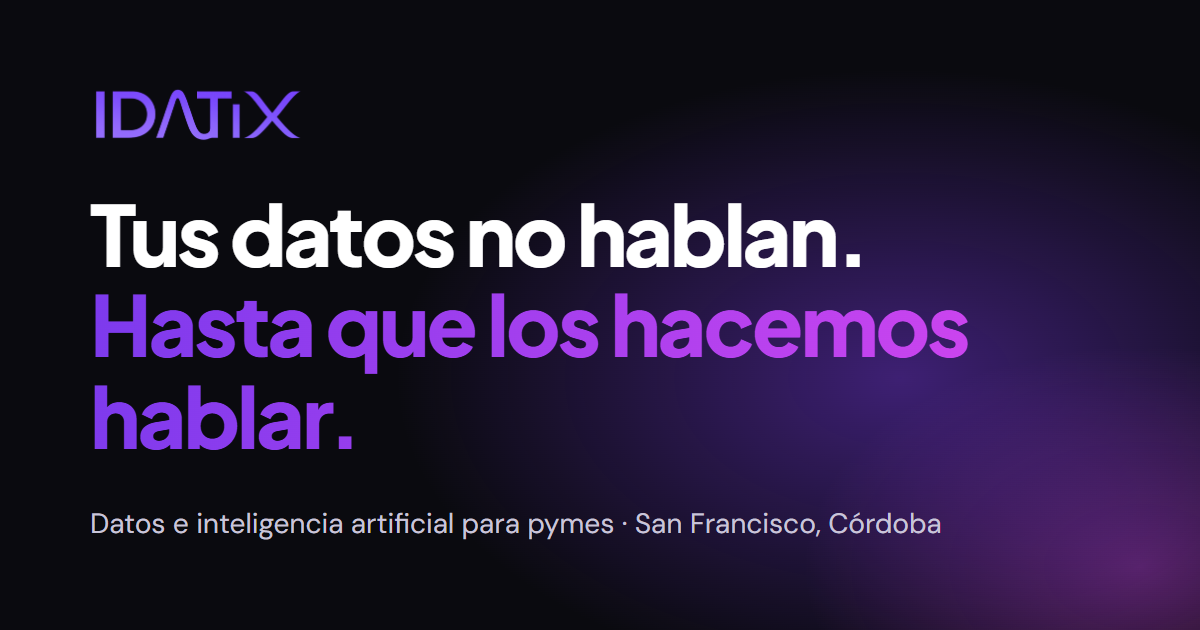 IDATiX
Tus datos no hablan.
Hasta que los hacemos
hablar.
Datos e inteligencia artificial para pymes · San Francisco, Córdoba